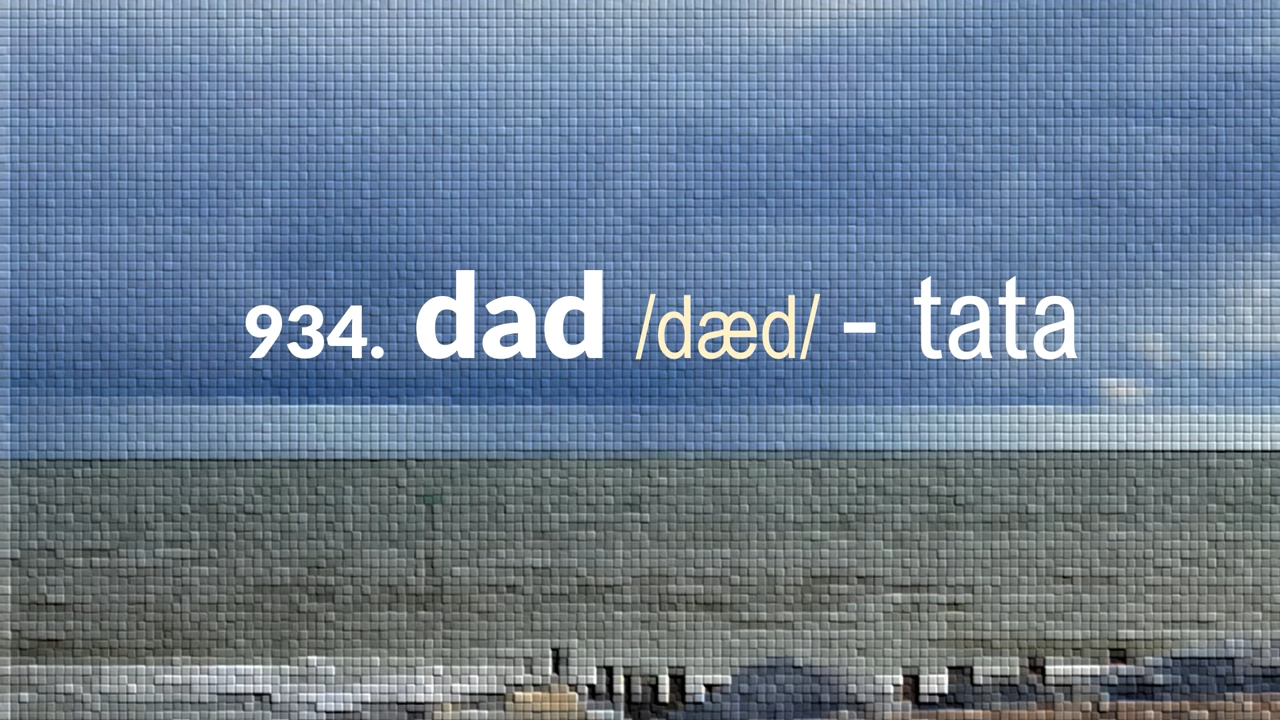 934. dad /dæd/ - tata